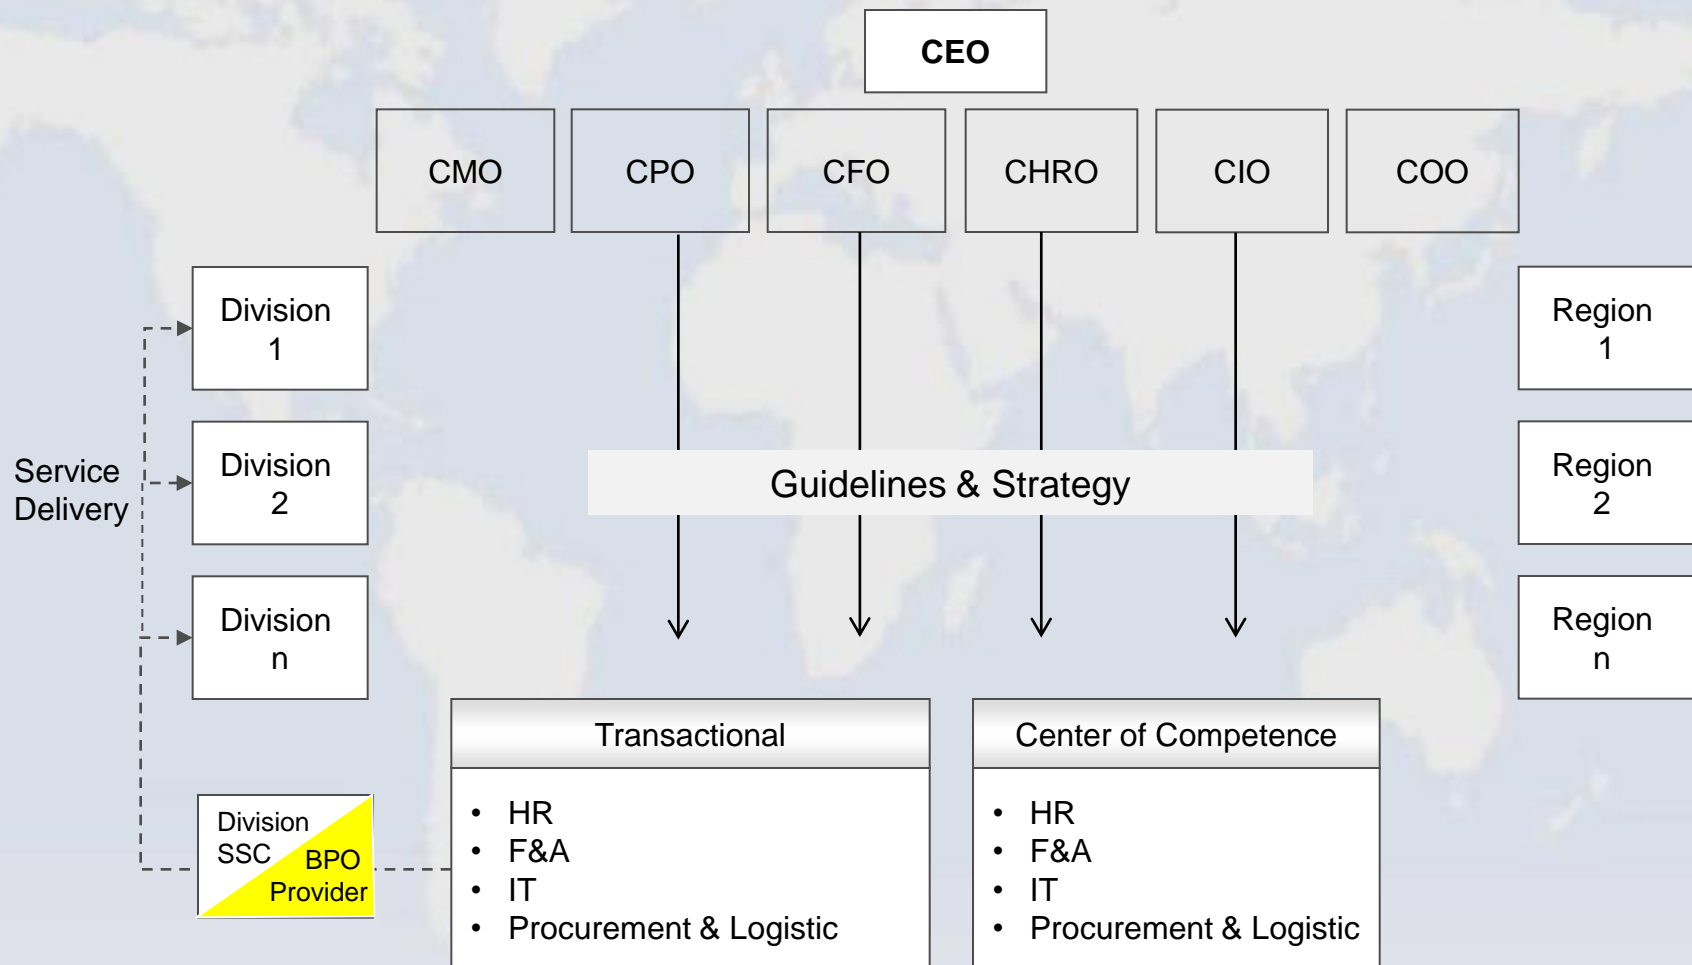 CEO
CMO
CPO
CFO
CHRO
CIO
COO
Division
1
Region
1
Service
Delivery
Division
2
Guidelines & Strategy
Region
2
Division
n
Region
n
Transactional
Center of Competence
Division
SSC
BPO
Provider
• HR
• F&A
• IT
• Procurement & Logistic
• HR
• F&A
• IT
• Procurement & Logistic